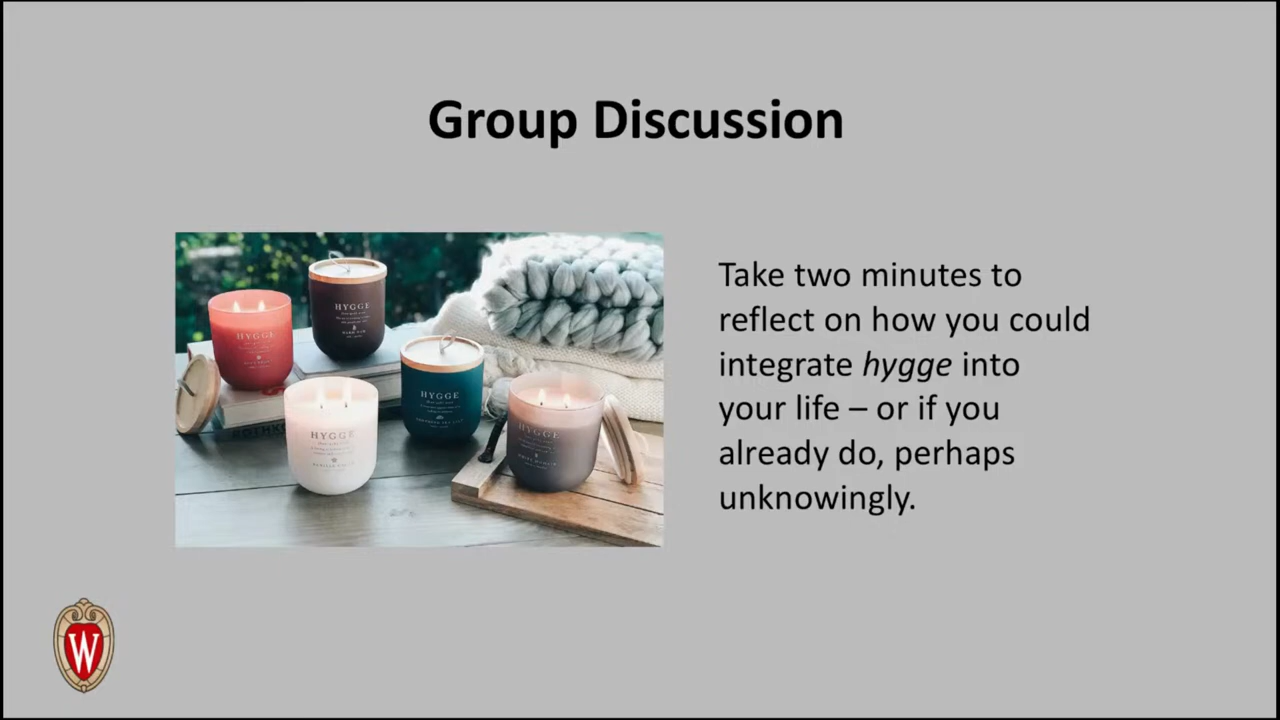 Group Discussion
Take two minutes to
reflect on how you could
integrate hygge into
your life – or if you
already do, perhaps
unknowingly.
HYGGE
HYGGE
HYGGE
HYGGE
HYGGE
W